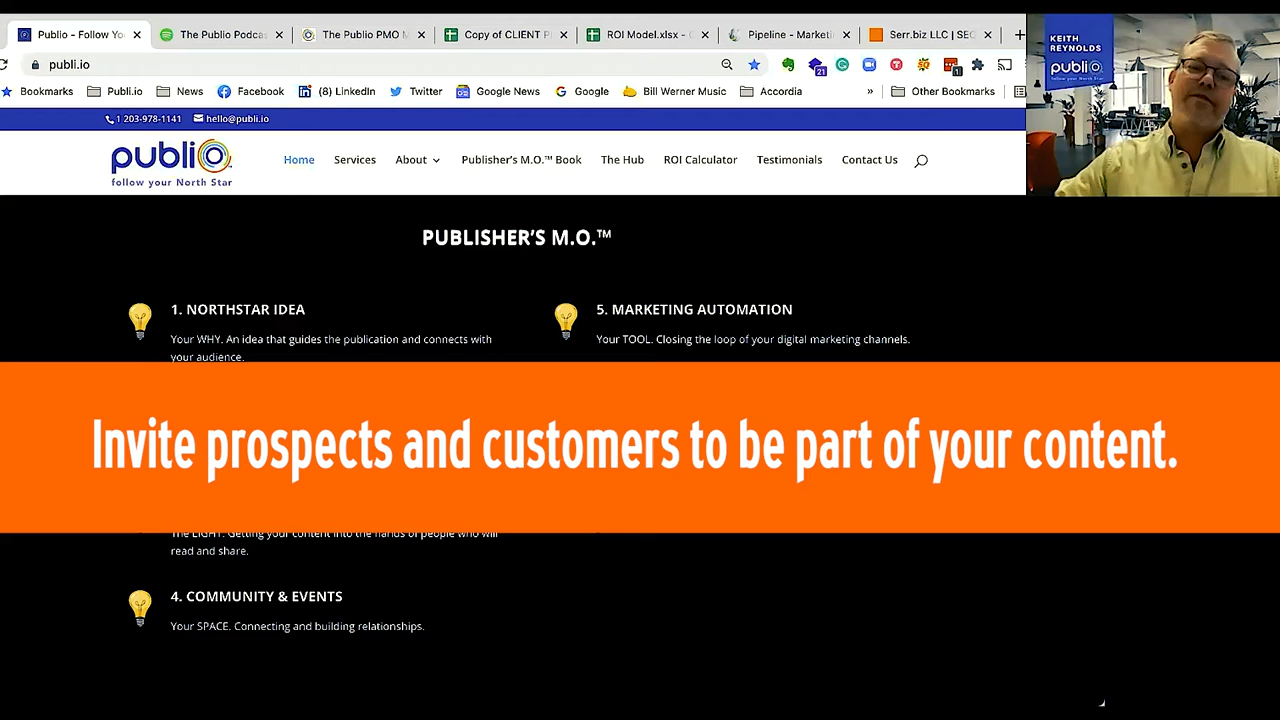 Publio - Follow Yo
The Publio Podcas
The Publio PMO M
Copy of CLIENT P
ROI Model.xlsx - G
Pipeline - Marketi
Serr.biz LLC | SEO
publi.io
21
1
Bookmarks
Publi.io
News
Facebook
(8) LinkedIn
Twitter
Google News
Google
Bill Werner Music
Accordia
»
Other Bookmarks
1 203-978-1141
hello@publi.io
publiO
follow your North Star
Home
Services
About
Publisher's M.O.™ Book
The Hub
ROI Calculator
Testimonials
Contact Us
KEITH
REYNOLDS
publiO
follow your North Star
PUBLISHER'S M.O.™
1. NORTHSTAR IDEA
Your WHY. An idea that guides the publication and connects with
your audience.
5. MARKETING AUTOMATION
Your TOOL. Closing the loop of your digital marketing channels.
Invite prospects and customers to be part of your content.
The LIGHT. Getting your content into the hands of people who will
read and share.
4. COMMUNITY & EVENTS
Your SPACE. Connecting and building relationships.